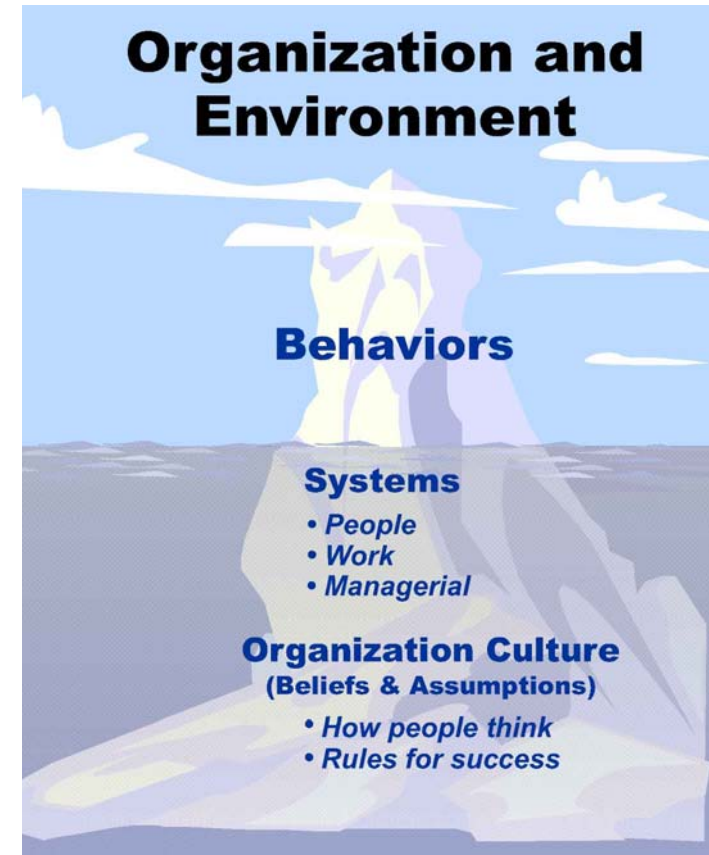 Organization and
Environment
Behaviors
Systems
• People
• Work
• Managerial
Organization Culture
(Beliefs & Assumptions)
• How people think
• Rules for success